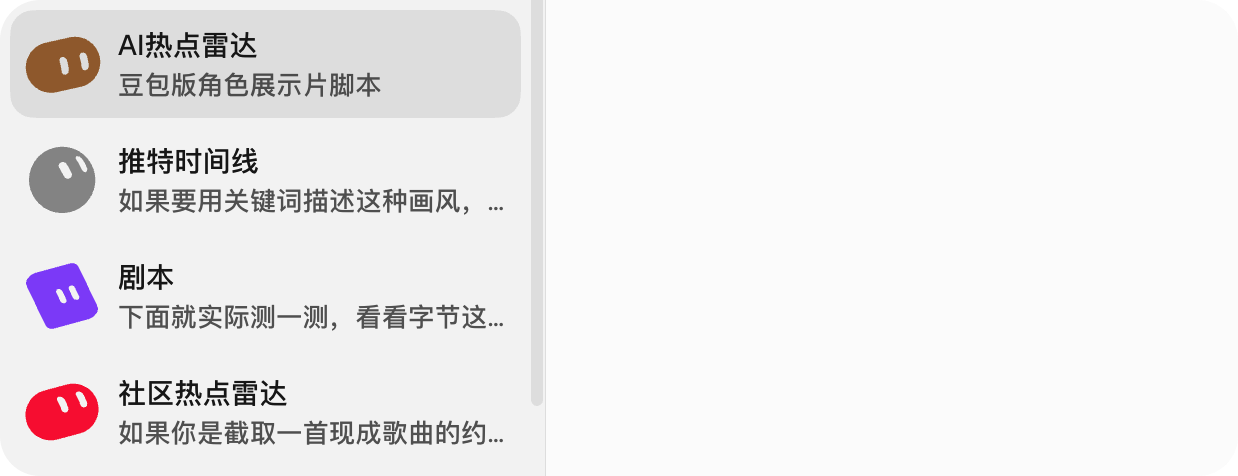 AI热点雷达
豆包版角色展示片脚本
推特时间线
如果要用关键词描述这种画风，...
剧本
下面就实际测一测，看看字节这...
社区热点雷达
如果你是截取一首现成歌曲的约...